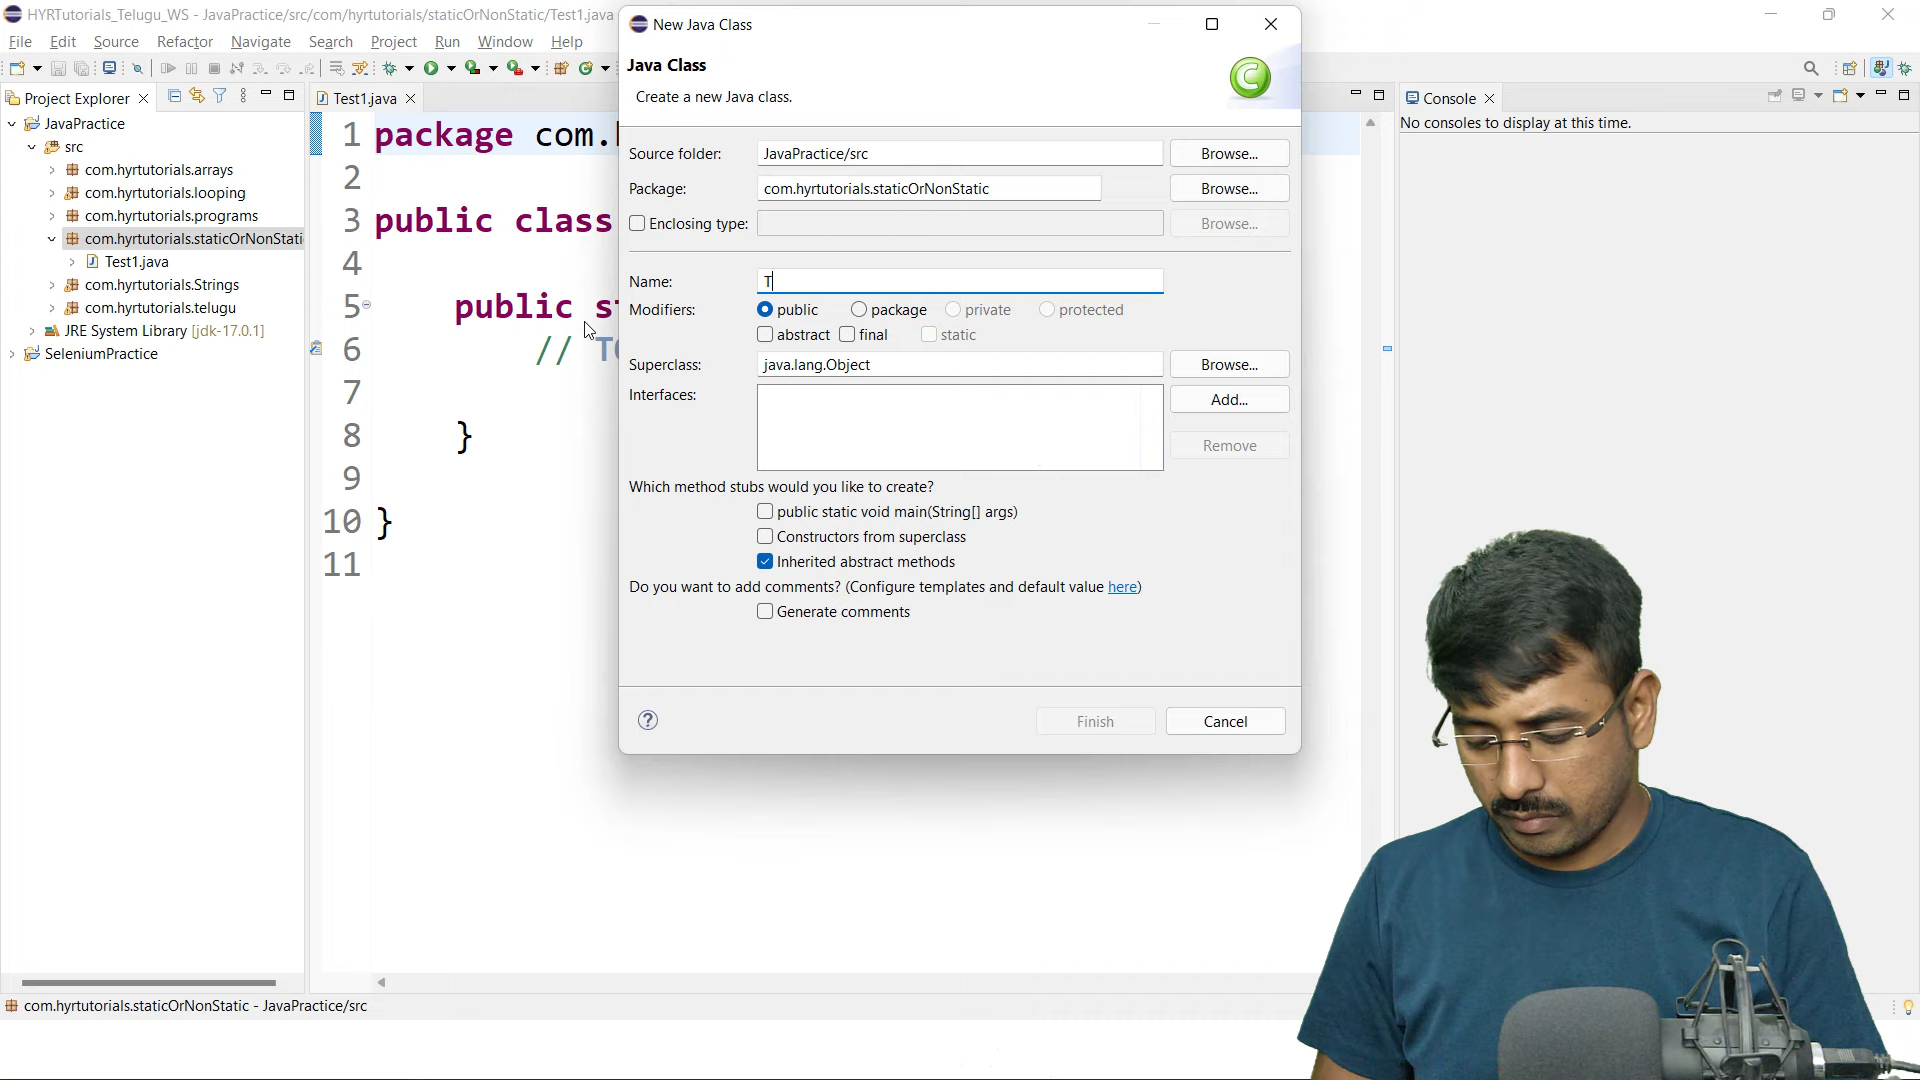 HYRTutorials_Telugu_WS - JavaPractice/src/com/hyrtutorials/staticOrNonStatic/Test1.java
File Edit Source Refactor Navigate Search Project Run Window Help
Project Explorer
JavaPractice
src
com.hyrtutorials.arrays
com.hyrtutorials.looping
com.hyrtutorials.programs
com.hyrtutorials.staticOrNonStati
Test1.java
com.hyrtutorials.Strings
com.hyrtutorials.telugu
JRE System Library [jdk-17.0.1]
SeleniumPractice
Test1.java
1 package com.
2
3 public class
4
5 public s
6 // TO
7
8 }
9
10 }
11
New Java Class
Java Class
Create a new Java class.
C
Source folder: JavaPractice/src Browse...
Package: com.hyrtutorials.staticOrNonStatic Browse...
Enclosing type: Browse...
Name: T
Modifiers: public package private protected
abstract final static
Superclass: java.lang.Object Browse...
Interfaces: Add...
Remove
Which method stubs would you like to create?
public static void main(String[] args)
Constructors from superclass
Inherited abstract methods
Do you want to add comments? (Configure templates and default value here)
Generate comments
? Finish Cancel
Console
No consoles to display at this time.
com.hyrtutorials.staticOrNonStatic - JavaPractice/src